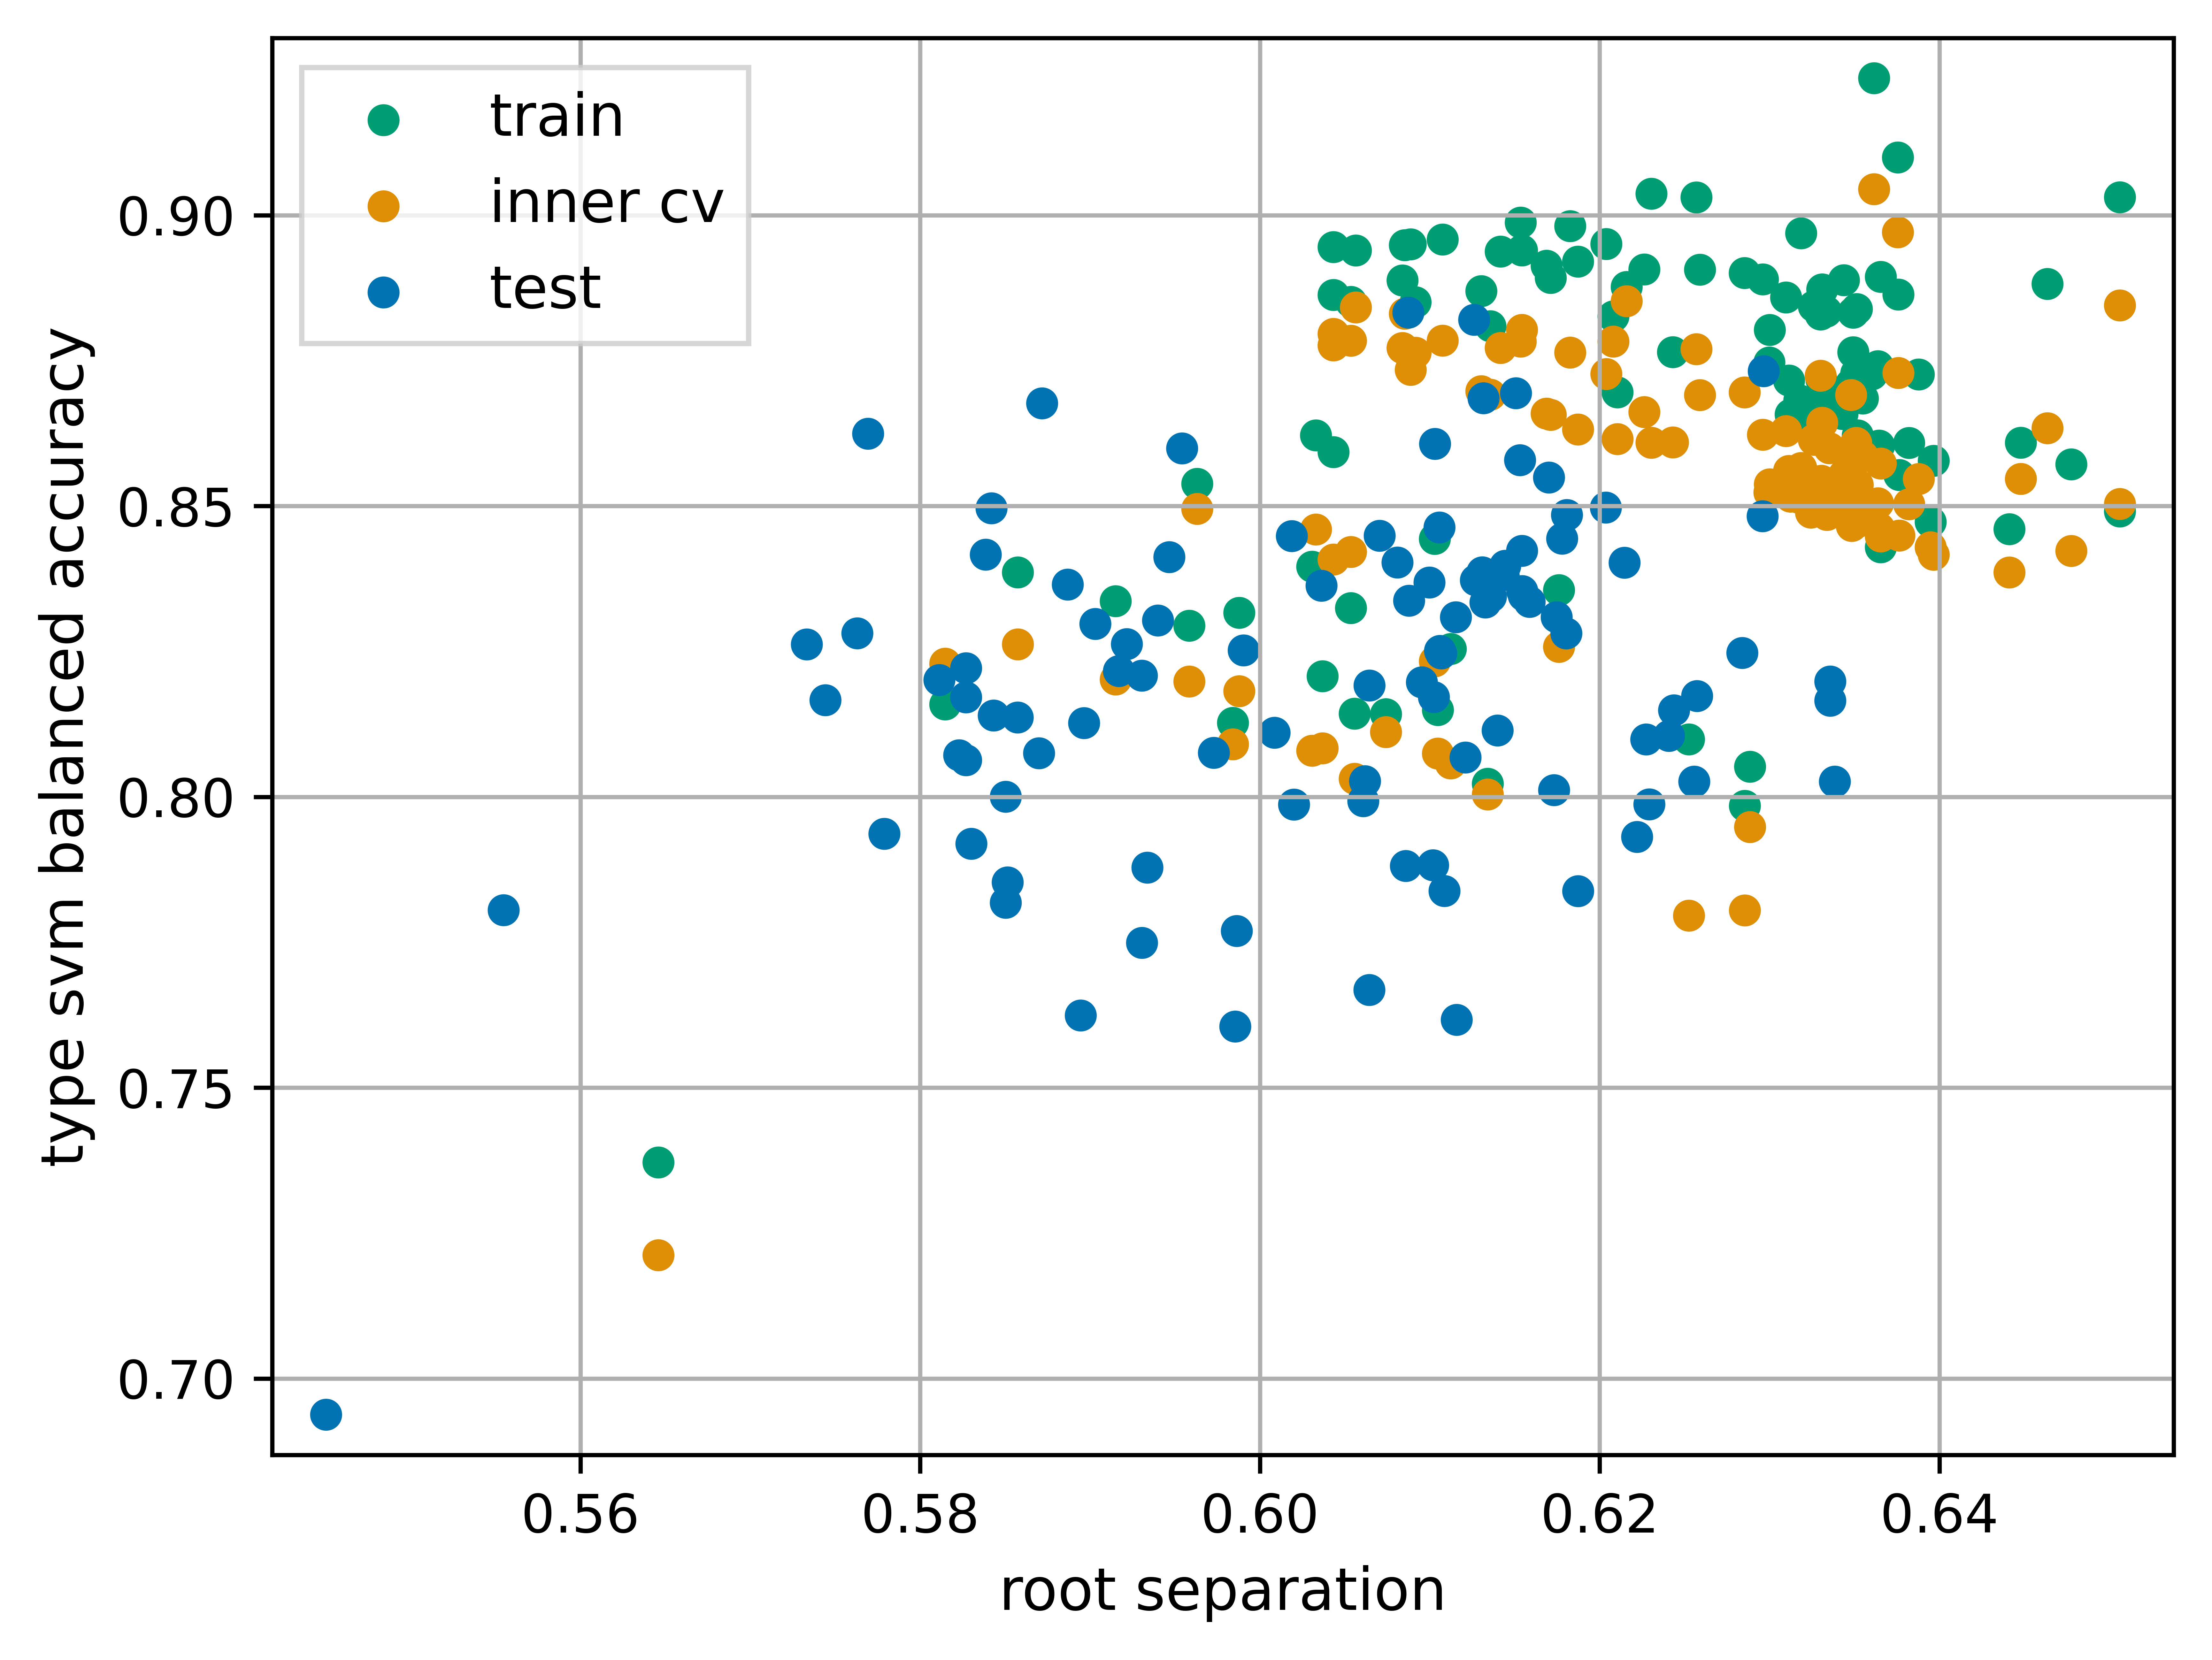 train
inner cv
test
0.90
0.85
0.80
0.75
0.70
type svm balanced accuracy
0.56 0.58 0.60 0.62 0.64
root separation